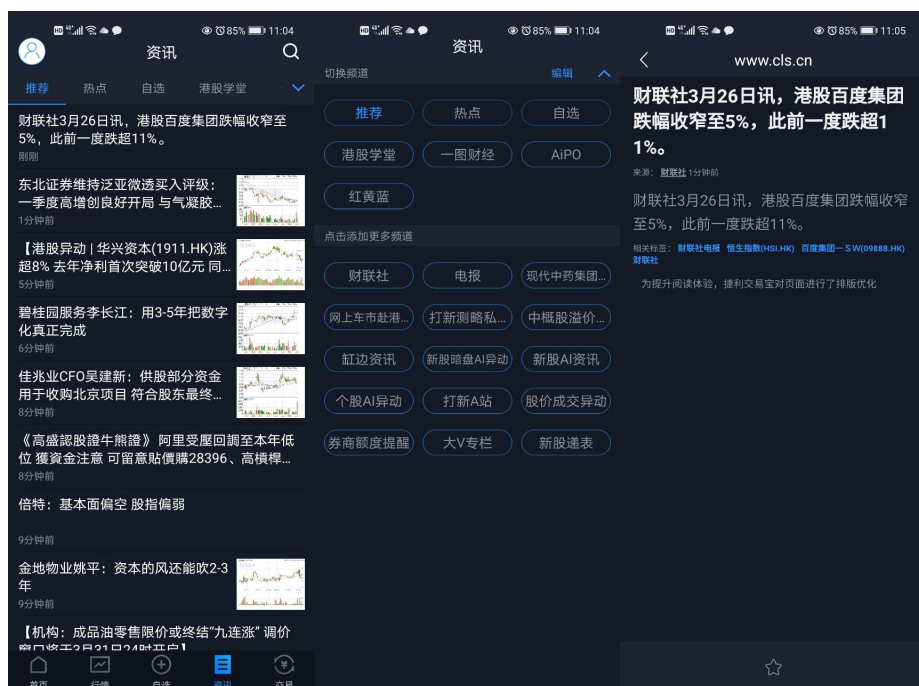 85% 11:04
资讯
推荐 热点 自选 港股学堂
财联社3月26日讯，港股百度集团跌幅收窄至
5%，此前一度跌超11%。
刚刚
东北证券维持泛亚微透买入评级：
一季度高增创良好开局 与气凝胶...
1分钟前
【港股异动 | 华兴资本(1911.HK)涨
超8% 去年净利首次突破10亿元 同...
5分钟前
碧桂园服务李长江：用3-5年把数字
化真正完成
6分钟前
佳兆业CFO吴建新：供股部分资金
用于收购北京项目 符合股东最终...
8分钟前
《高盛認股證牛熊證》 阿里受壓回調至本年低
位 獲資金注意 可留意貼價購28396、高槓桿...
8分钟前
倍特：基本面偏空 股指偏弱
9分钟前
金地物业姚平：资本的风还能吹2-3
年
9分钟前
【机构：成品油零售限价或终结“九连涨” 调价
窗口将于3月31日24时开启】
首页 行情 自选 资讯 交易
85% 11:04
资讯
切换频道 编辑
推荐 热点 自选
港股学堂 一图财经 AiPO
红黄蓝
点击添加更多频道
财联社 电报 现代中药集团...
网上车市赴港... 打新测略私... 中概股溢价...
缸边资讯 新股暗盘AI异动 新股AI资讯
个股AI异动 打新A站 股价成交异动
券商额度提醒 大V专栏 新股递表
85% 11:05
www.cls.cn
财联社3月26日讯，港股百度集团
跌幅收窄至5%，此前一度跌超1
1%。
来源: 财联社 1分钟前
财联社3月26日讯，港股百度集团跌幅收窄
至5%，此前一度跌超11%。
相关标签: 财联社电报 恒生指数(HSI.HK) 百度集团－ＳＷ(09888.HK)
财联社
为提升阅读体验，捷利交易宝对页面进行了排版优化